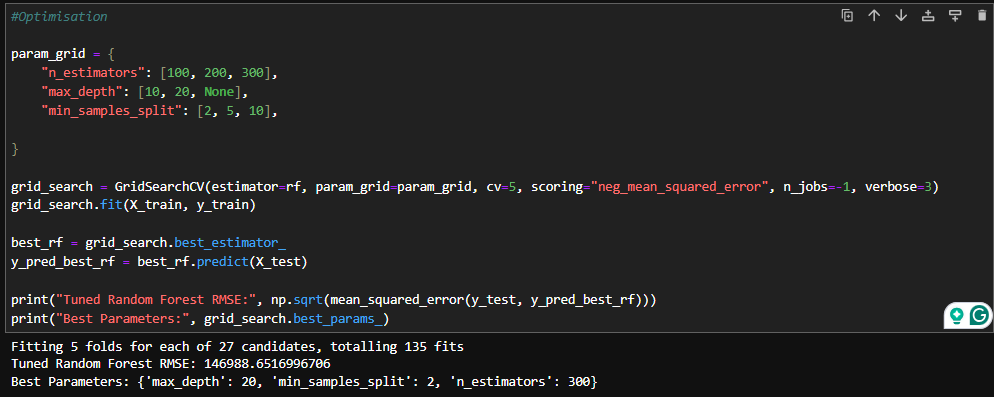 #Optimisation
param_grid = {
    "n_estimators": [100, 200, 300],
    "max_depth": [10, 20, None],
    "min_samples_split": [2, 5, 10],
}
grid_search = GridSearchCV(estimator=rf, param_grid=param_grid, cv=5, scoring="neg_mean_squared_error", n_jobs=-1, verbose=3)
grid_search.fit(X_train, y_train)
best_rf = grid_search.best_estimator_
y_pred_best_rf = best_rf.predict(X_test)
print("Tuned Random Forest RMSE:", np.sqrt(mean_squared_error(y_test, y_pred_best_rf)))
print("Best Parameters:", grid_search.best_params_)
Fitting 5 folds for each of 27 candidates, totalling 135 fits
Tuned Random Forest RMSE: 146988.6516996706
Best Parameters: {'max_depth': 20, 'min_samples_split': 2, 'n_estimators': 300}